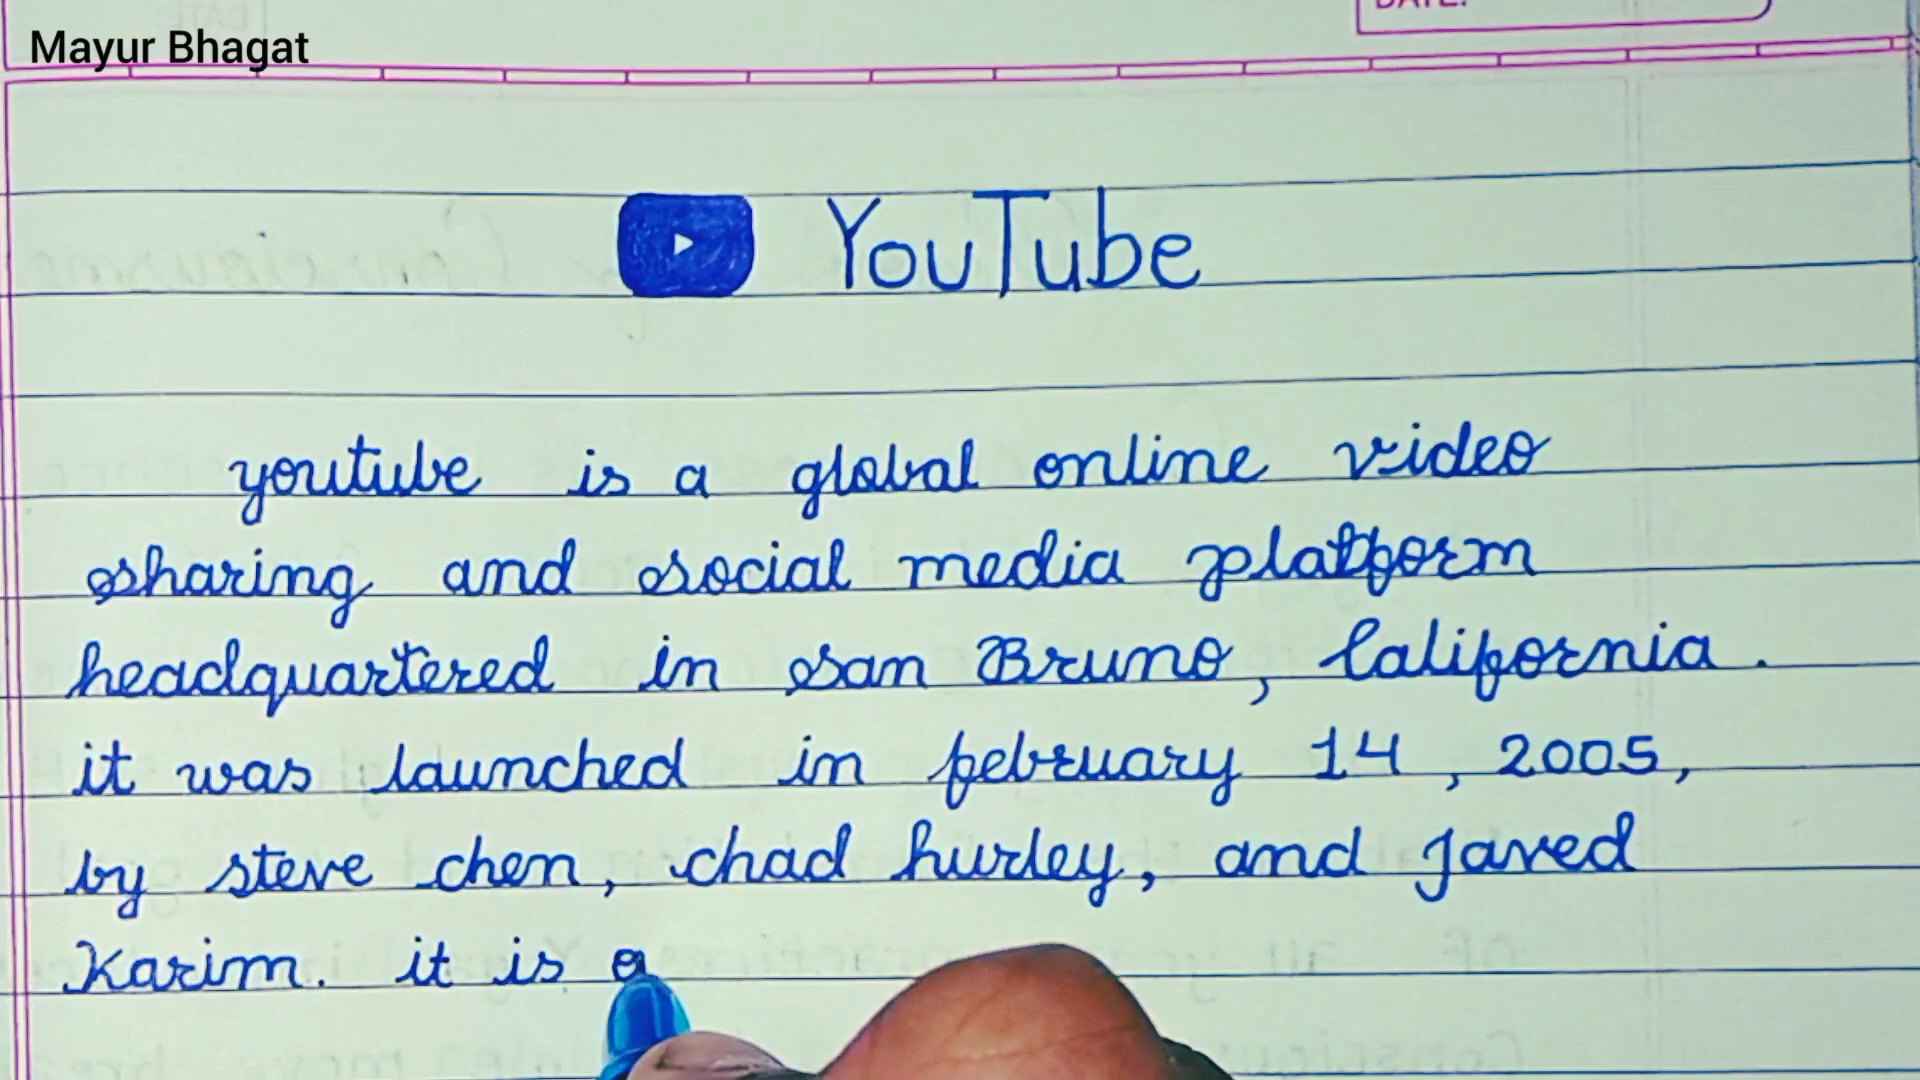 DATE:
Mayur Bhagat
YouTube
youtube is a global online video
sharing and social media platform
headquartered in san Bruno, California.
it was launched in february 14, 2005,
by steve chen, chad hurley, and Javed
Karim. it is